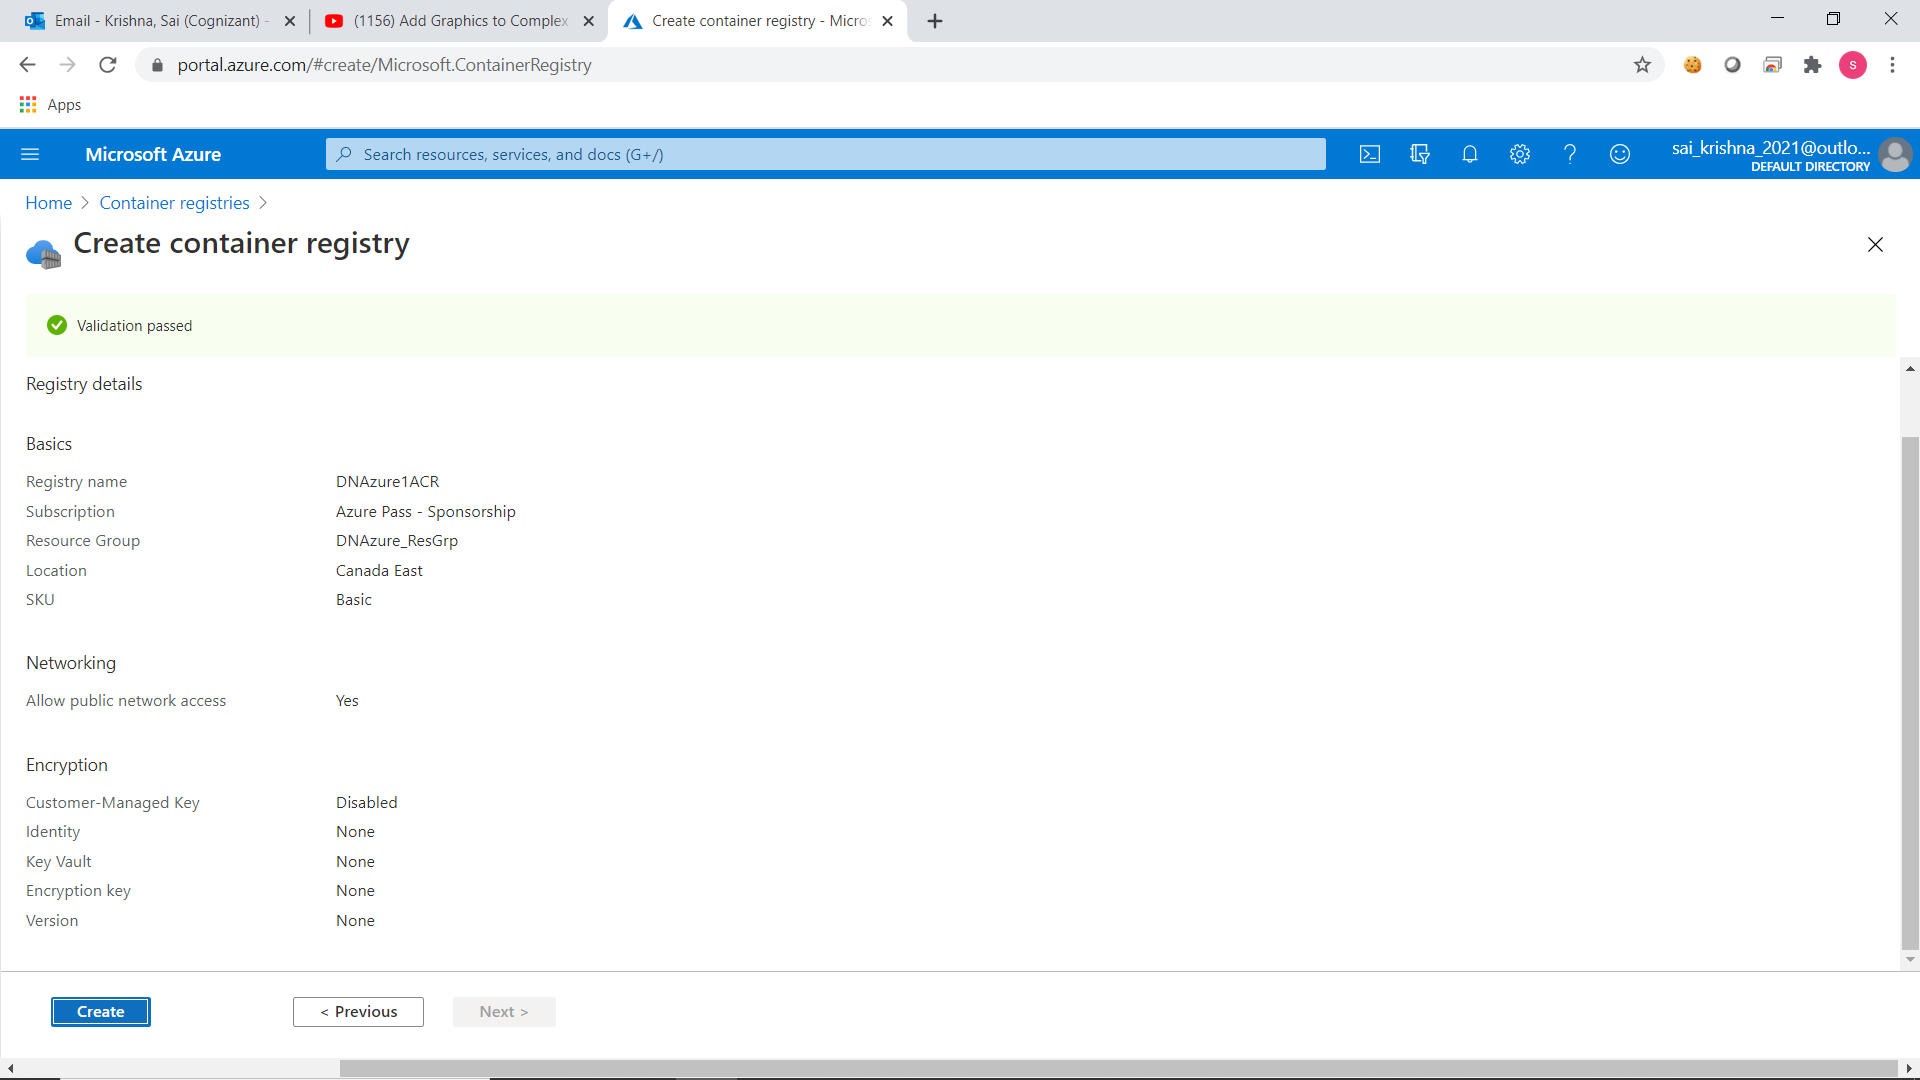 Email - Krishna, Sai (Cognizant) -
(1156) Add Graphics to Complex
Create container registry - Micros
portal.azure.com/#create/Microsoft.ContainerRegistry
S
Apps
Microsoft Azure
Search resources, services, and docs (G+/)
sai_krishna_2021@outlo...
DEFAULT DIRECTORY
Home > Container registries >
Create container registry
Validation passed
Registry details
Basics
Registry name DNAzure1ACR
Subscription Azure Pass - Sponsorship
Resource Group DNAzure_ResGrp
Location Canada East
SKU Basic
Networking
Allow public network access Yes
Encryption
Customer-Managed Key Disabled
Identity None
Key Vault None
Encryption key None
Version None
Create < Previous Next >